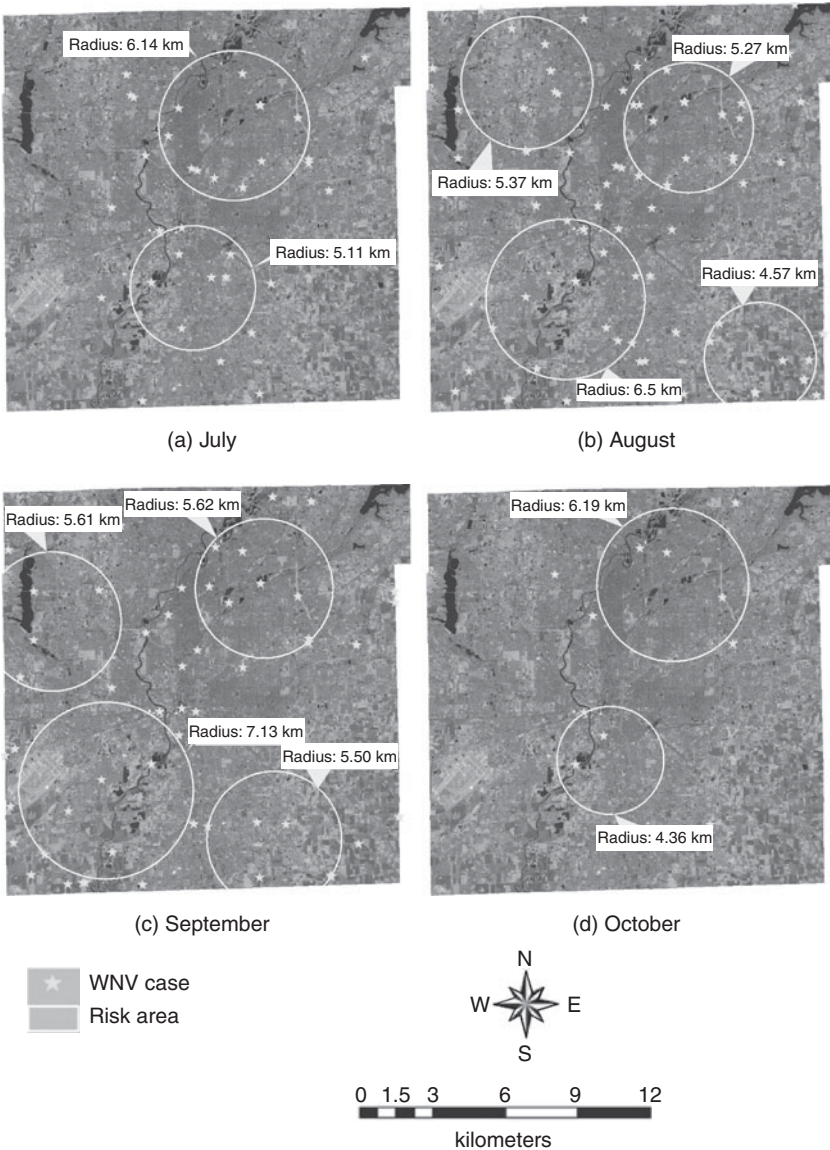 Radius: 6.14 km
Radius: 5.11 km
(a) July
Radius: 5.27 km
Radius: 5.37 km
Radius: 4.57 km
Radius: 6.5 km
(b) August
Radius: 5.61 km
Radius: 5.62 km
Radius: 7.13 km
Radius: 5.50 km
(c) September
Radius: 6.19 km
Radius: 4.36 km
(d) October
WNV case
Risk area
N
W E
S
0 1.5 3 6 9 12
kilometers